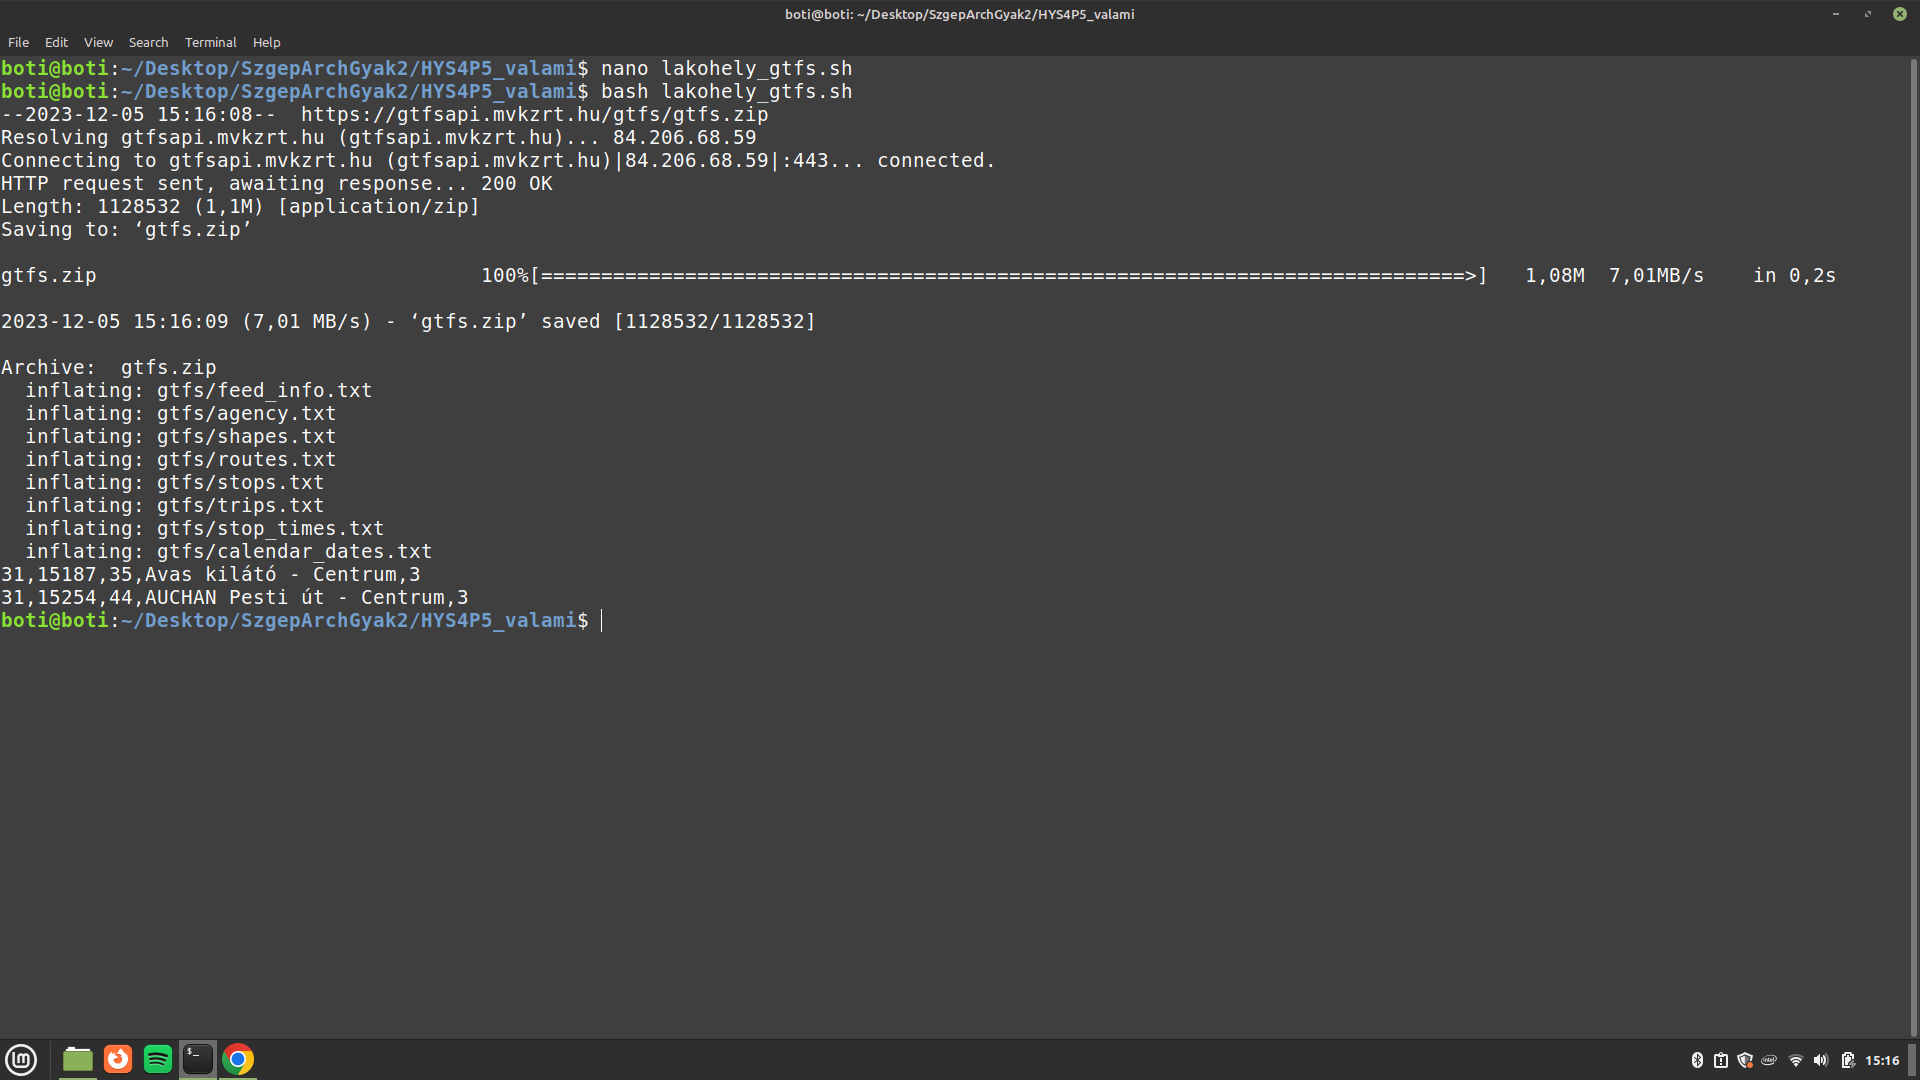 boti@boti: ~/Desktop/SzgepArchGyak2/HYS4P5_valami
File Edit View Search Terminal Help
boti@boti:~/Desktop/SzgepArchGyak2/HYS4P5_valami$ nano lakohely_gtfs.sh
boti@boti:~/Desktop/SzgepArchGyak2/HYS4P5_valami$ bash lakohely_gtfs.sh
--2023-12-05 15:16:08--  https://gtfsapi.mvkzrt.hu/gtfs/gtfs.zip
Resolving gtfsapi.mvkzrt.hu (gtfsapi.mvkzrt.hu)... 84.206.68.59
Connecting to gtfsapi.mvkzrt.hu (gtfsapi.mvkzrt.hu)|84.206.68.59|:443... connected.
HTTP request sent, awaiting response... 200 OK
Length: 1128532 (1,1M) [application/zip]
Saving to: ‘gtfs.zip’
gtfs.zip 100%[=============================================================================>] 1,08M 7,01MB/s in 0,2s
2023-12-05 15:16:09 (7,01 MB/s) - ‘gtfs.zip’ saved [1128532/1128532]
Archive:  gtfs.zip
  inflating: gtfs/feed_info.txt
  inflating: gtfs/agency.txt
  inflating: gtfs/shapes.txt
  inflating: gtfs/routes.txt
  inflating: gtfs/stops.txt
  inflating: gtfs/trips.txt
  inflating: gtfs/stop_times.txt
  inflating: gtfs/calendar_dates.txt
31,15187,35,Avas kilátó - Centrum,3
31,15254,44,AUCHAN Pesti út - Centrum,3
boti@boti:~/Desktop/SzgepArchGyak2/HYS4P5_valami$
15:16